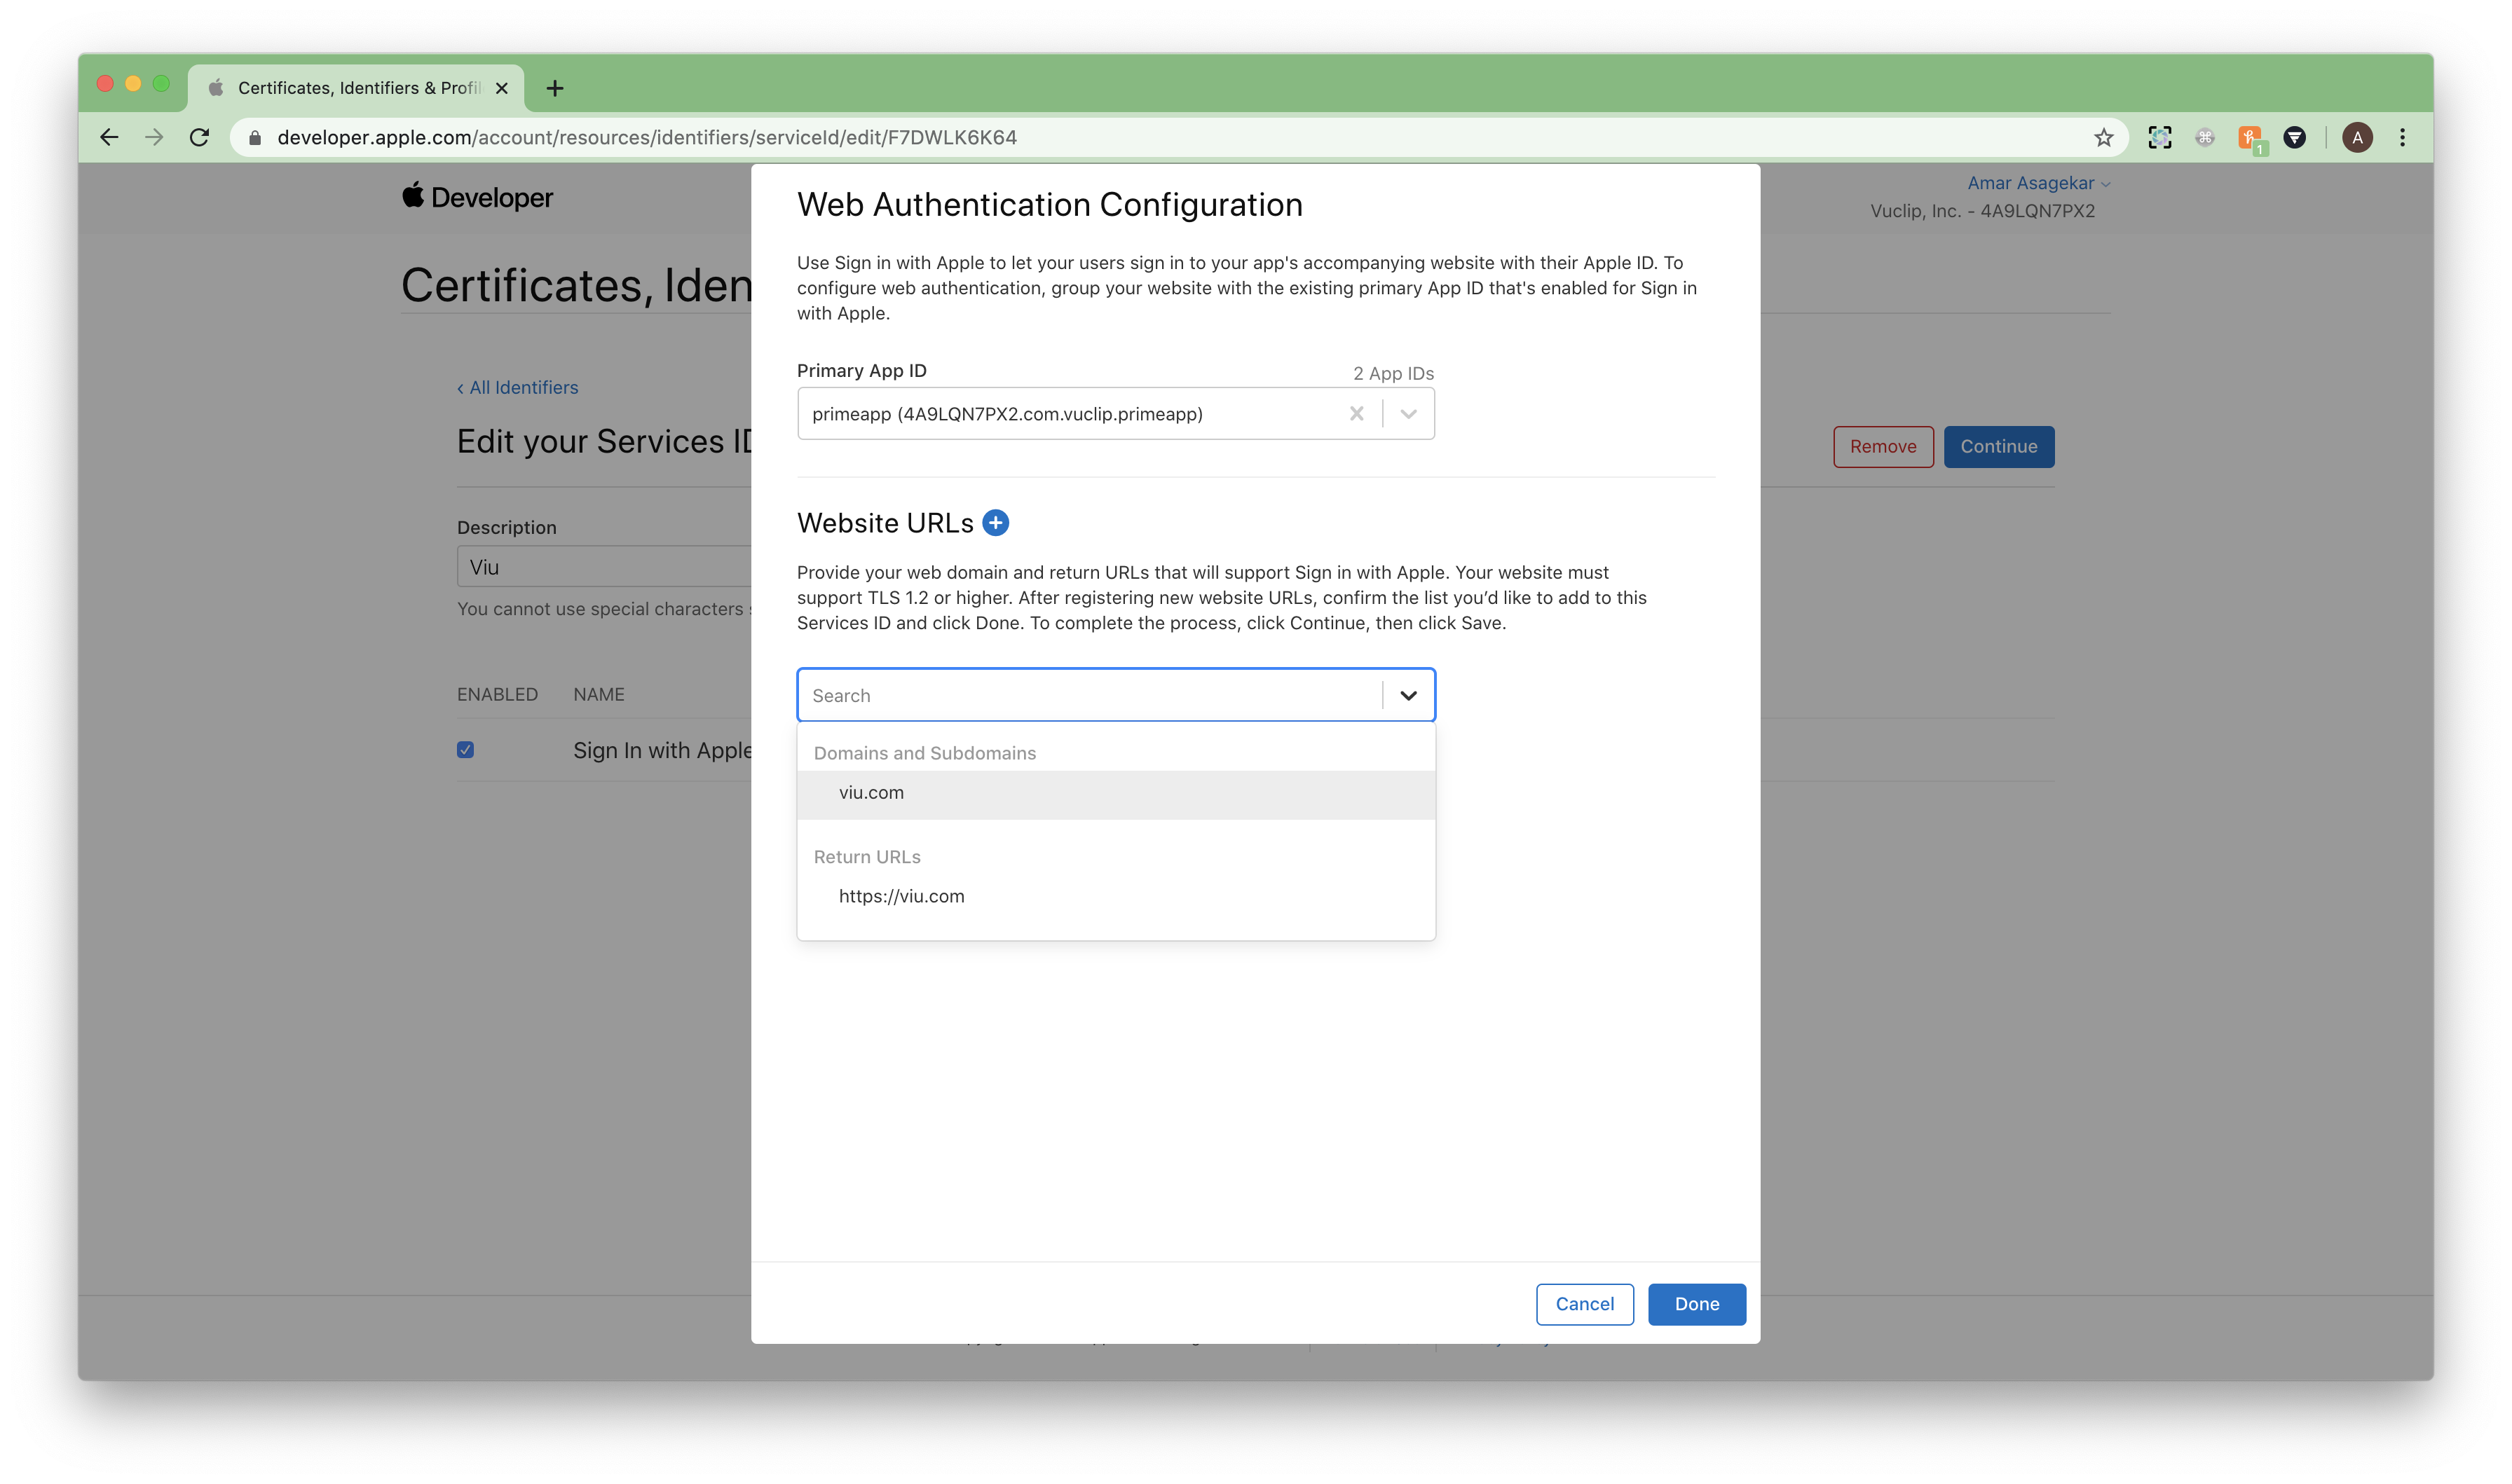 Certificates, Identifiers & Profil
developer.apple.com/account/resources/identifiers/serviceId/edit/F7DWLK6K64
1
A
Developer
Amar Asagekar
Vuclip, Inc. - 4A9LQN7PX2
Certificates, Iden
‹ All Identifiers
Edit your Services ID
Remove
Continue
Description
Viu
You cannot use special characters
ENABLED NAME
Sign In with Apple
Web Authentication Configuration
Use Sign in with Apple to let your users sign in to your app's accompanying website with their Apple ID. To
configure web authentication, group your website with the existing primary App ID that's enabled for Sign in
with Apple.
Primary App ID
2 App IDs
primeapp (4A9LQN7PX2.com.vuclip.primeapp)
Website URLs
Provide your web domain and return URLs that will support Sign in with Apple. Your website must
support TLS 1.2 or higher. After registering new website URLs, confirm the list you’d like to add to this
Services ID and click Done. To complete the process, click Continue, then click Save.
Search
Domains and Subdomains
viu.com
Return URLs
https://viu.com
Cancel
Done